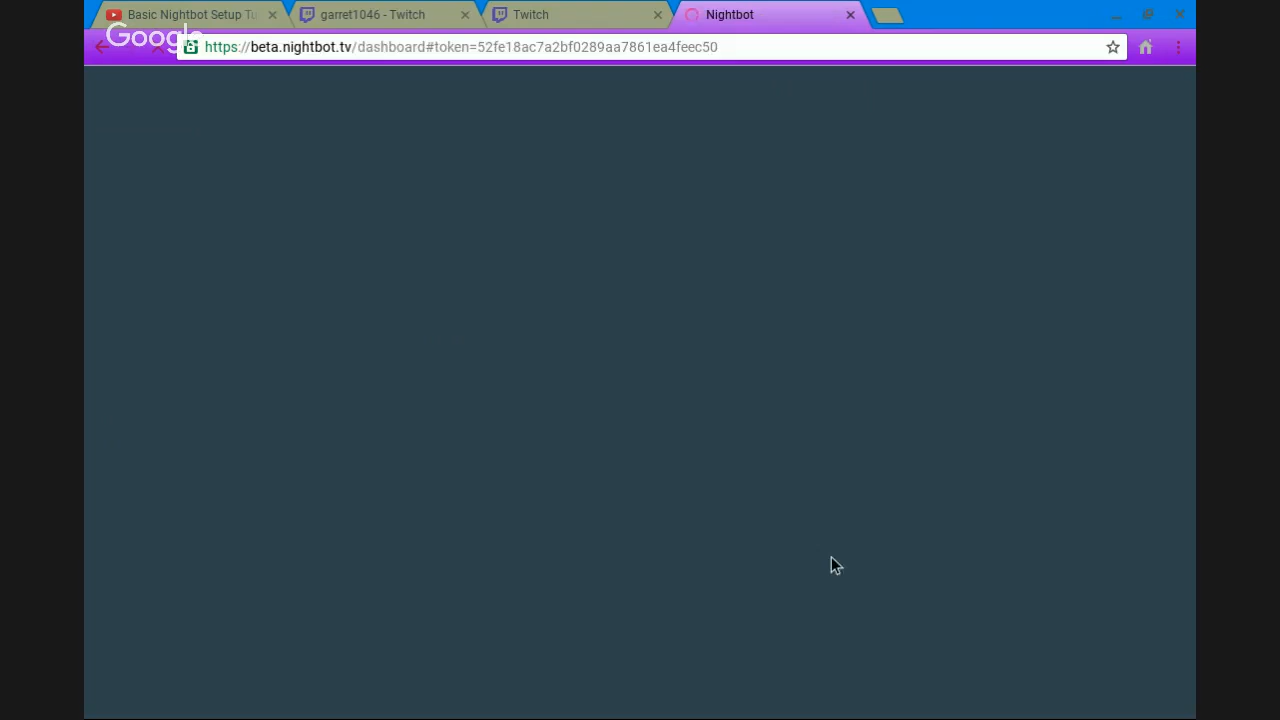 Basic Nightbot Setup Tu
garret1046 - Twitch
Twitch
Nightbot
Google
https://beta.nightbot.tv/dashboard#token=52fe18ac7a2bf0289aa7861ea4feec50